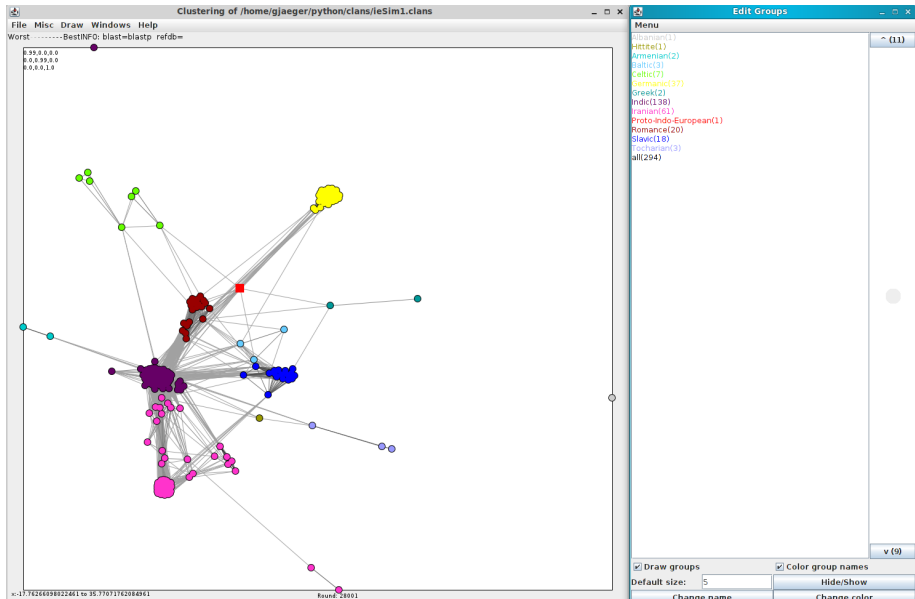 Clustering of /home/gjaeger/python/clans/ieSim1.clans
File Misc Draw Windows Help
Worst --------BestINFO: blast=blastp refdb=
0.99,0.0,0.0
0.0,0.99,0.0
0.0,0.0,1.0
x:-17.76266098022461 to 35.77071762084961
Round: 28001
Edit Groups
Menu
Albanian(1)
Hittite(1)
Armenian(2)
Baltic(3)
Celtic(7)
Greek(2)
Indic(138)
Iranian(61)
Proto-Indo-European(1)
Romance(20)
Slavic(18)
Tocharian(3)
all(294)
^ (11)
v (9)
Draw groups
Color group names
Default size:
5
Hide/Show
Change name
Change color